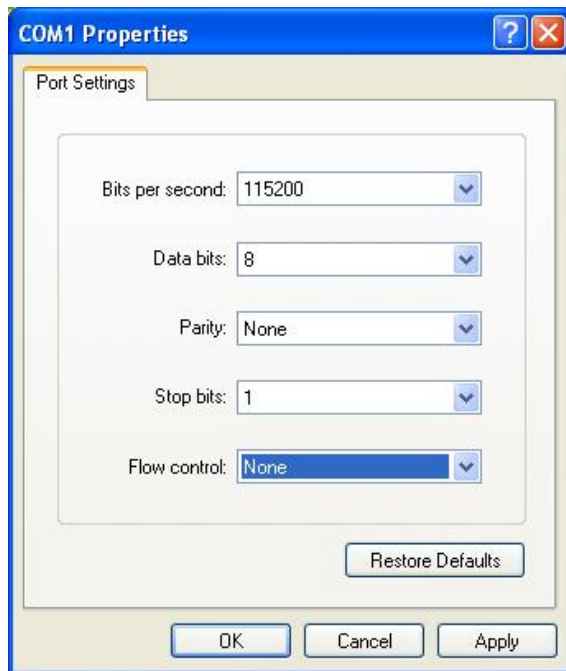 COM1 Properties
Port Settings
Bits per second: 115200
Data bits: 8
Parity: None
Stop bits: 1
Flow control: None
Restore Defaults
OK Cancel Apply